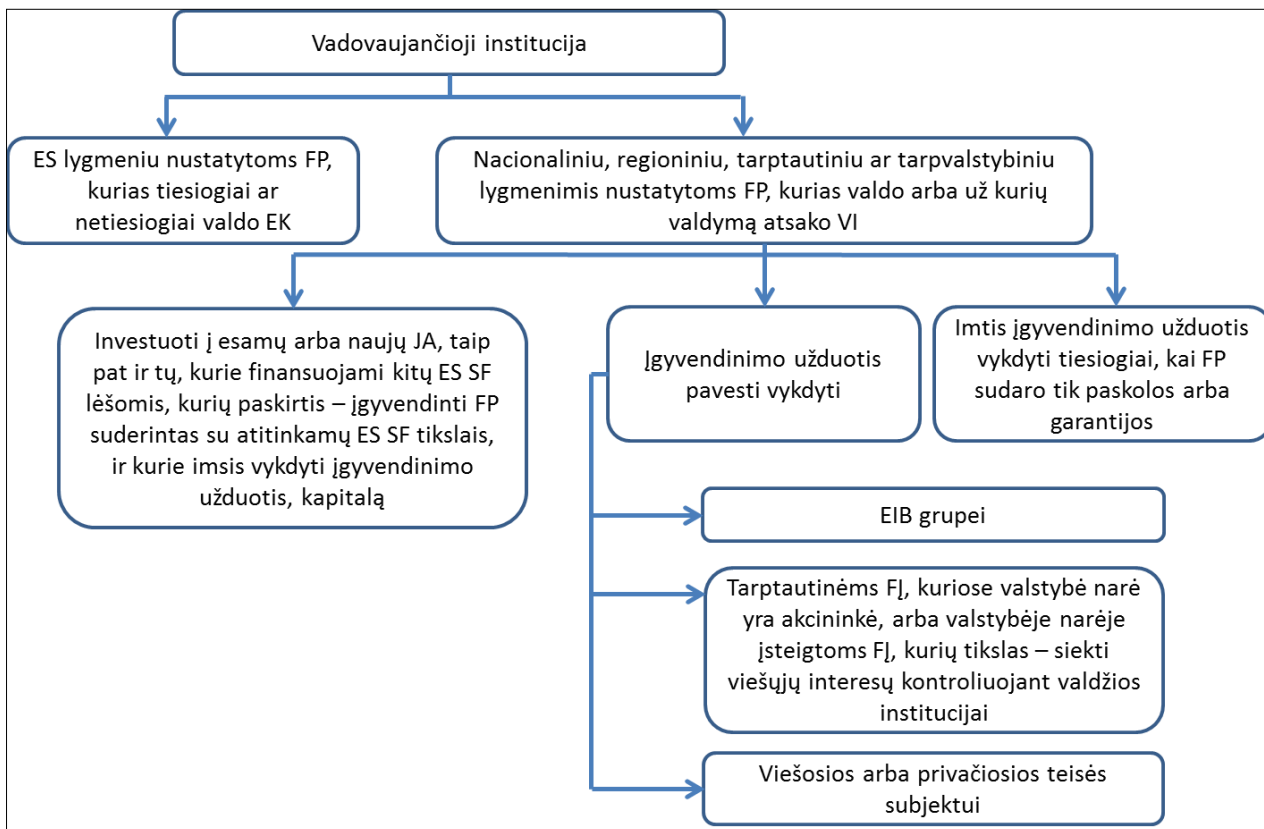 Vadovaujančioji institucija
ES lygmeniu nustatytoms FP,
kurias tiesiogiai ar
netiesiogiai valdo EK
Nacionaliniu, regioniniu, tarptautiniu ar tarpvalstybiniu
lygmenimis nustatytoms FP, kurias valdo arba už kurių
valdymą atsako VI
Investuoti į esamų arba naujų JA, taip
pat ir tų, kurie finansuojami kitų ES SF
lėšomis, kurių paskirtis – įgyvendinti FP
suderintas su atitinkamų ES SF tikslais,
ir kurie imsis vykdyti įgyvendinimo
užduotis, kapitalą
Įgyvendinimo užduotis
pavesti vykdyti
Imtis įgyvendinimo užduotis
vykdyti tiesiogiai, kai FP
sudaro tik paskolos arba
garantijos
EIB grupei
Tarptautinėms FĮ, kuriose valstybė narė
yra akcininkė, arba valstybėje narėje
įsteigtoms FĮ, kurių tikslas – siekti
viešųjų interesų kontroliuojant valdžios
institucijai
Viešosios arba privačiosios teisės
subjektui